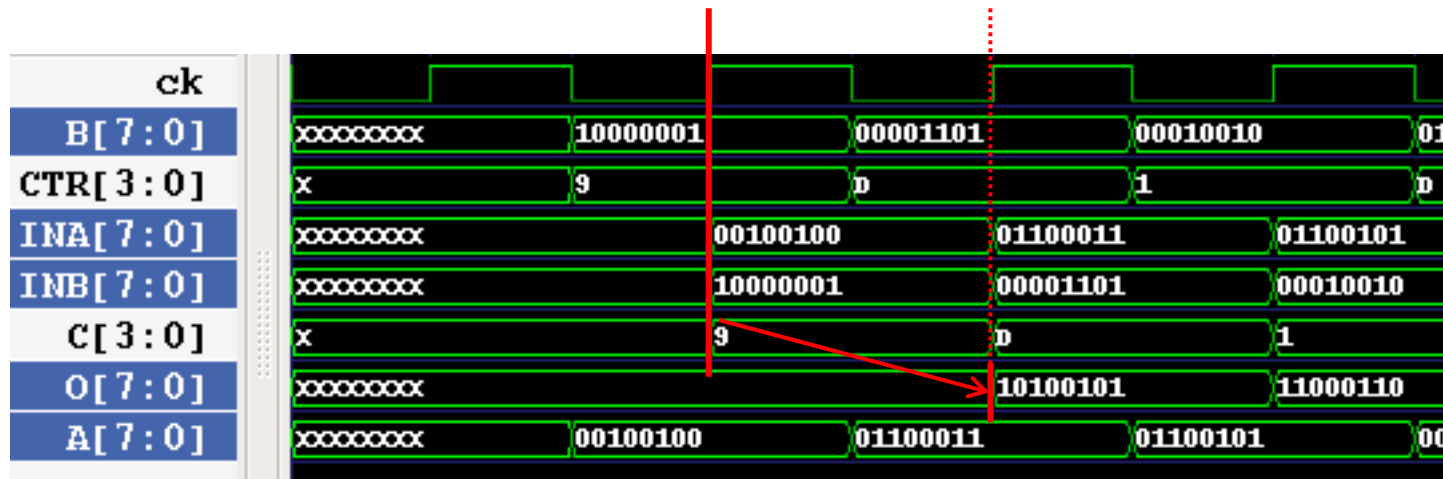 ck
B[7:0] xxxxxxxx 10000001 00001101 00010010 01
CTR[3:0] x 9 D 1 D
INA[7:0] xxxxxxxx 00100100 01100011 01100101
INB[7:0] xxxxxxxx 10000001 00001101 00010010
C[3:0] x 9 D 1
O[7:0] xxxxxxxx 10100101 11000110
A[7:0] xxxxxxxx 00100100 01100011 01100101 00